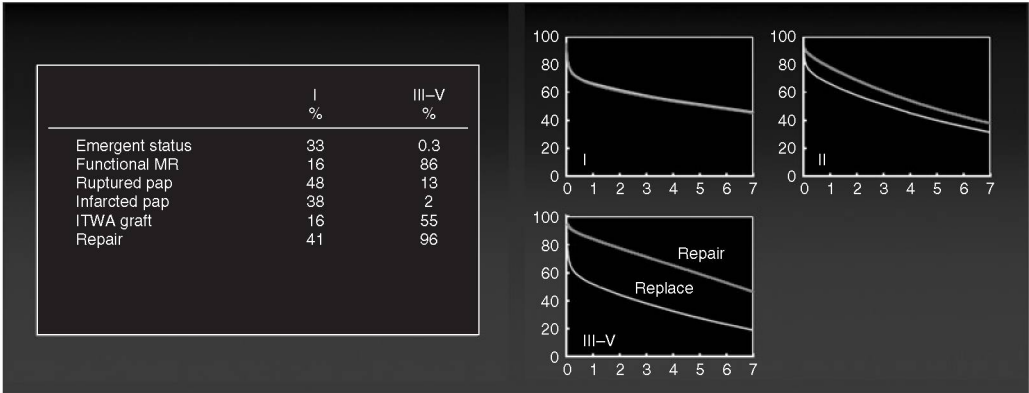 I III–V
% %
Emergent status 33 0.3
Functional MR 16 86
Ruptured pap 48 13
Infarcted pap 38 2
ITWA graft 16 55
Repair 41 96
100
80
60
40
20
0
I
0 1 2 3 4 5 6 7
100
80
60
40
20
0
II
0 1 2 3 4 5 6 7
100
80
60
40
20
0
Repair
Replace
III–V
0 1 2 3 4 5 6 7